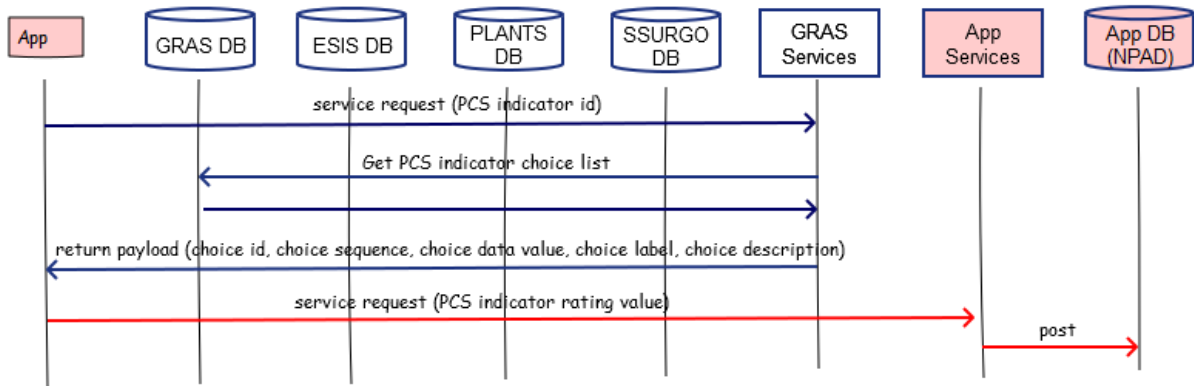 App
GRAS DB
ESIS DB
PLANTS
DB
SSURGO
DB
GRAS
Services
App
Services
App DB
(NPAD)
service request (PCS indicator id)
Get PCS indicator choice list
return payload (choice id, choice sequence, choice data value, choice label, choice description)
service request (PCS indicator rating value)
post